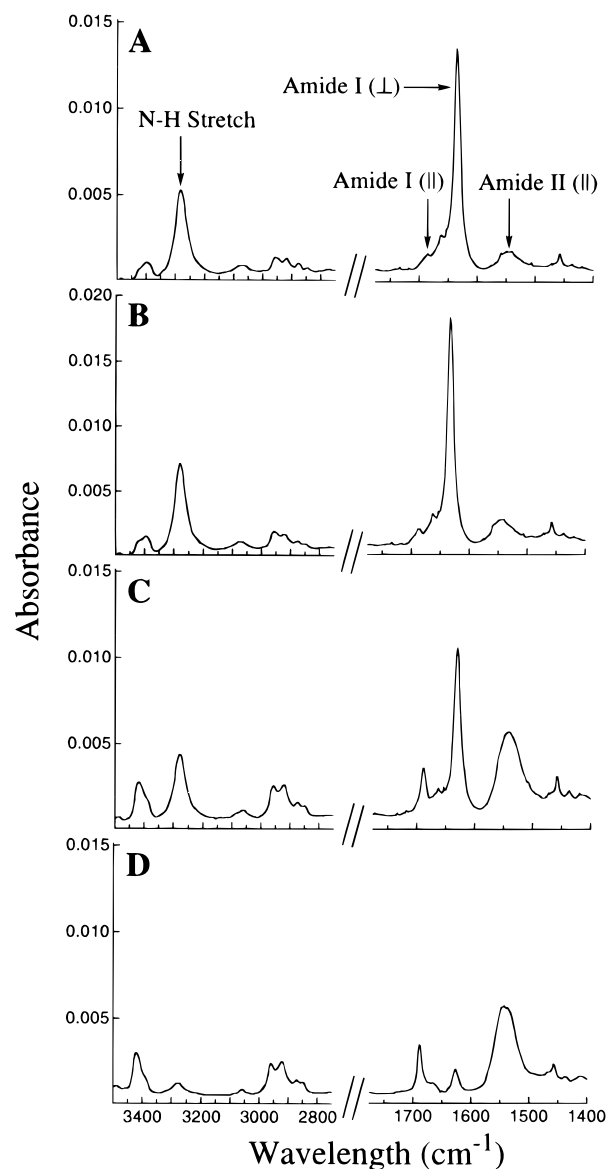 0.015
A
Amide I (⊥)
0.010
N-H Stretch
Amide I (||)
Amide II (||)
0.005
0.020
B
0.015
0.010
0.005
Absorbance
0.015
C
0.010
0.005
0.015
D
0.010
0.005
3400 3200 3000 2800 1700 1600 1500 1400
Wavelength (cm⁻¹)